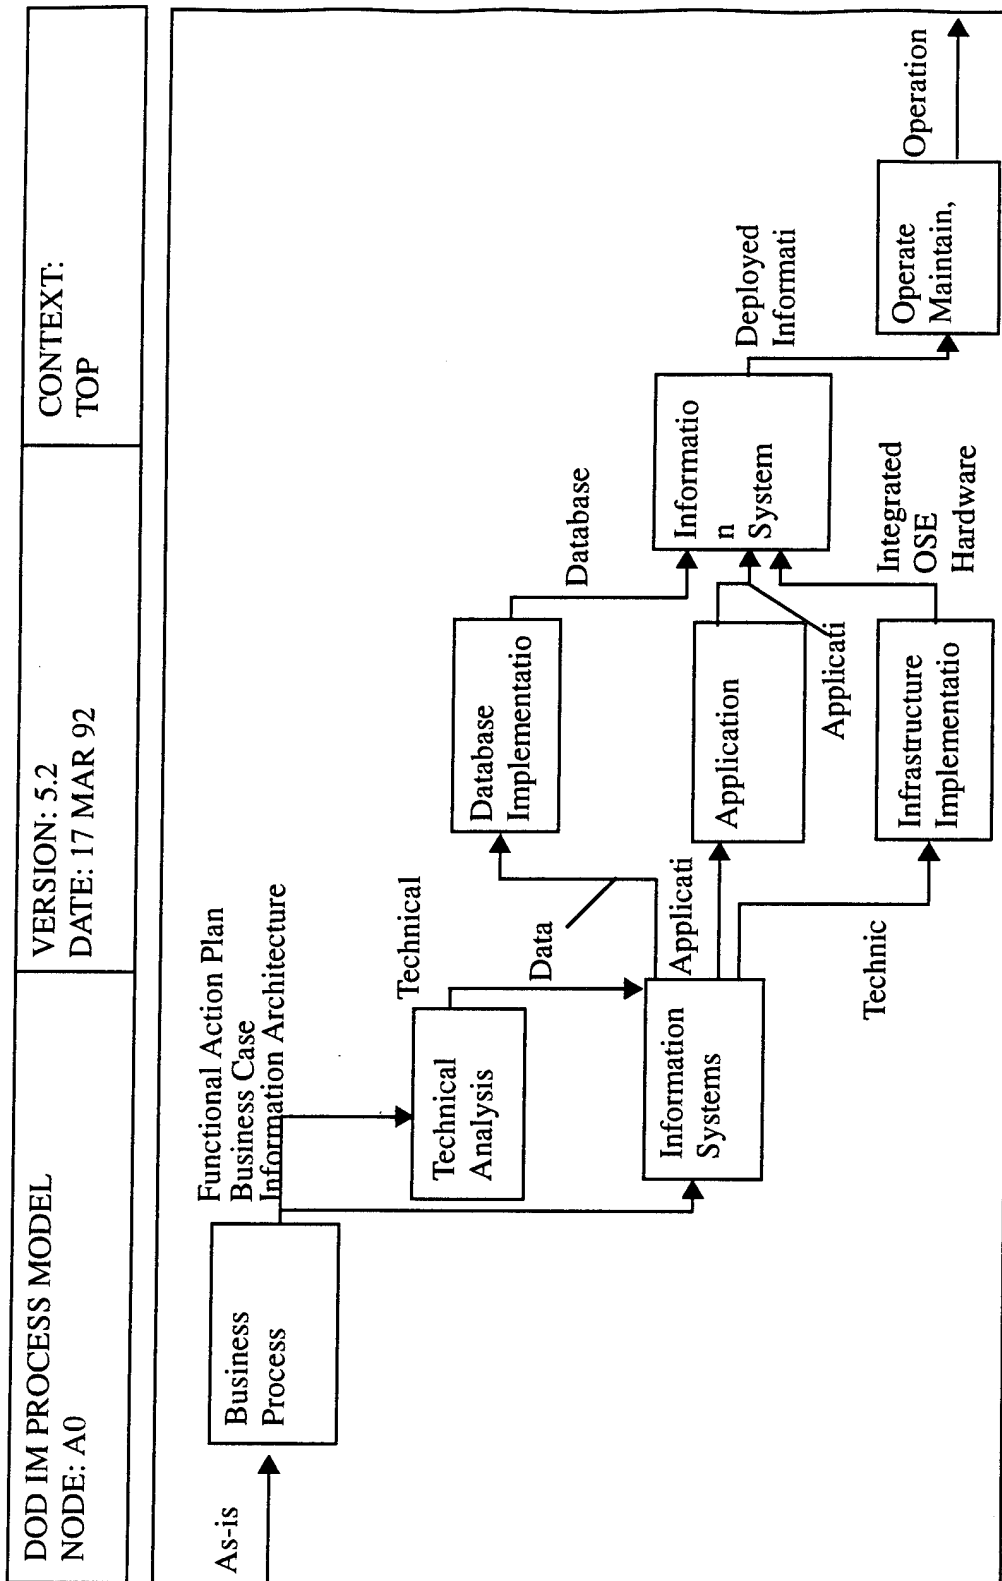 DOD IM PROCESS MODEL
NODE: A0
VERSION: 5.2
DATE: 17 MAR 92
CONTEXT:
TOP
As-is
Business
Process
Functional Action Plan
Business Case
Information Architecture
Technical
Analysis
Technical
Information
Systems
Data
Applicati
Technic
Database
Implementatio
Application
Infrastructure
Implementatio
Database
Applicati
Integrated
OSE
Hardware
Informatio
n
System
Deployed
Informati
Operate
Maintain,
Operation